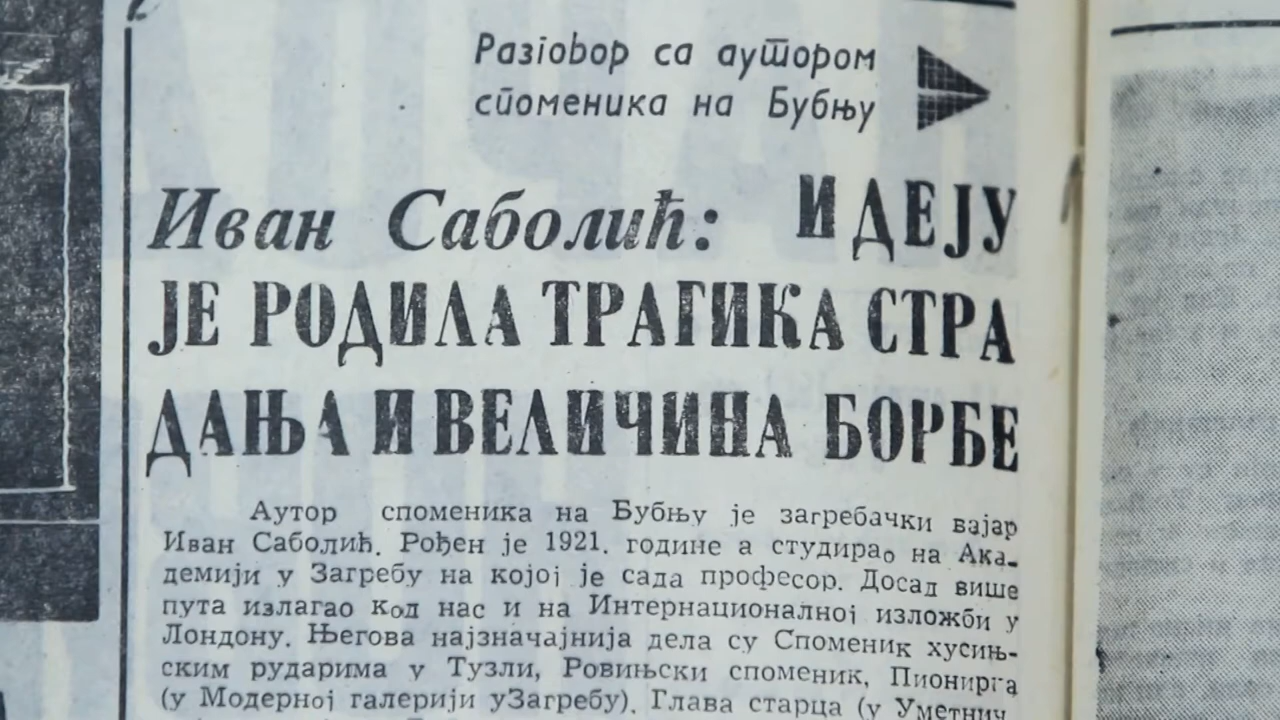 Разговор са аутором
споменика на Бубњу
Иван Саболић: ИДЕЈУ
ЈЕ РОДИЛА ТРАГИКА СТРА
ДАЊА И ВЕЛИЧИНА БОРБЕ
Аутор споменика на Бубњу је загребачки вајар
Иван Саболић. Рођен је 1921. године а студирао на Ака-
демији у Загребу на којој је сада професор. Досад више
пута излагао код нас и на Интернационалној изложби у
Лондону. Његова најзначајнија дела су Споменик хусињ-
ским рударима у Тузли, Ровињски споменик, Пионирга
(у Модерној галерији уЗагребу). Глава старца (у Уметнич